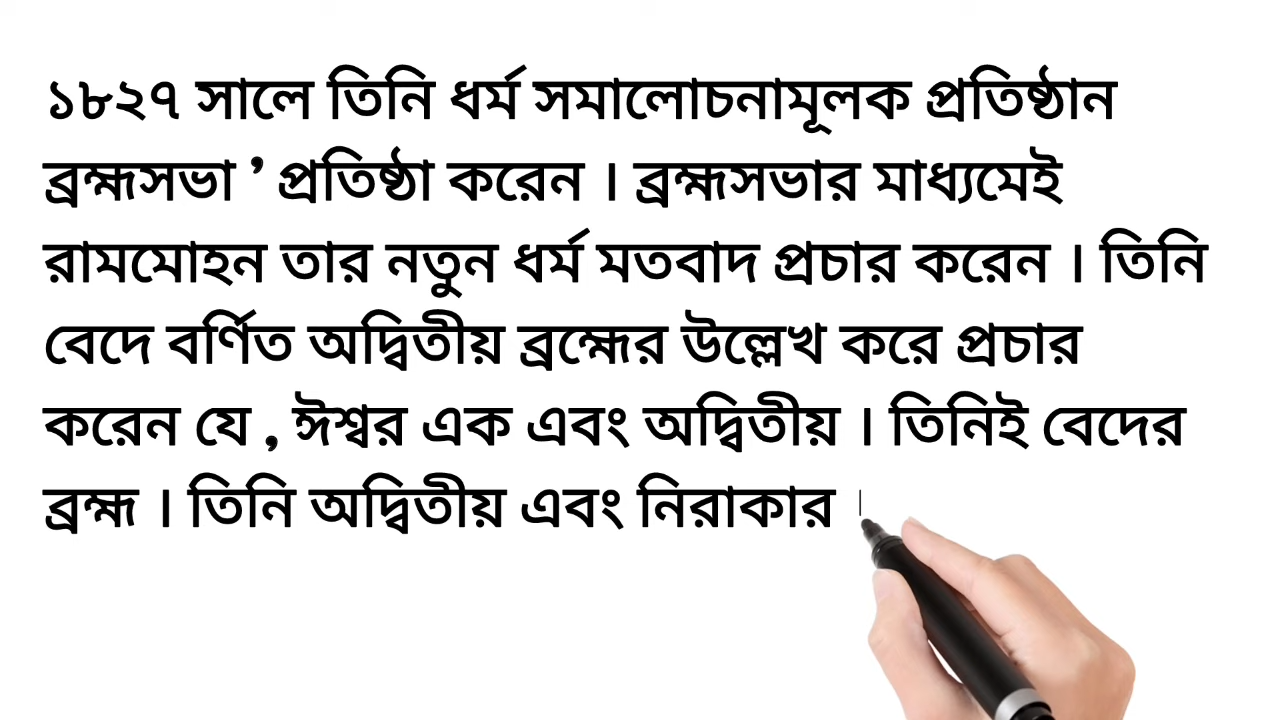 ১৮২৭ সালে তিনি ধর্ম সমালোচনামূলক প্রতিষ্ঠান
ব্রহ্মসভা ’ প্রতিষ্ঠা করেন । ব্রহ্মসভার মাধ্যমেই
রামমোহন তার নতুন ধর্ম মতবাদ প্রচার করেন । তিনি
বেদে বর্ণিত অদ্বিতীয় ব্রহ্মের উল্লেখ করে প্রচার
করেন যে , ঈশ্বর এক এবং অদ্বিতীয় । তিনিই বেদের
ব্রহ্ম । তিনি অদ্বিতীয় এবং নিরাকার ।